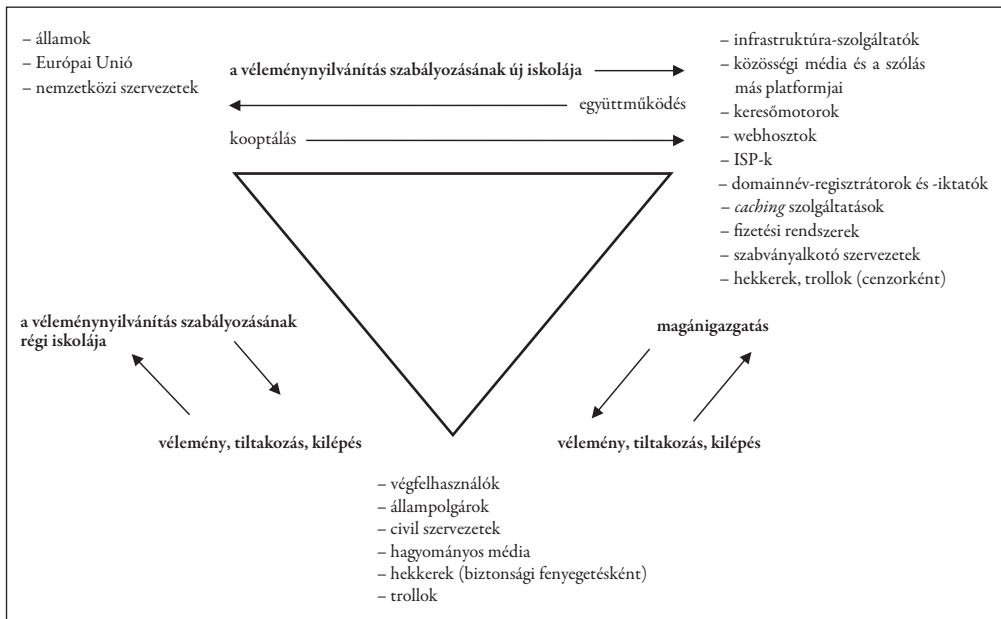 – államok
– Európai Unió
– nemzetközi szervezetek
a véleménynyilvánítás szabályozásának új iskolája
együttműködés
kooptálás
– infrastruktúra-szolgáltatók
– közösségi média és a szólás
más platformjai
– keresőmotorok
– webhosztok
– ISP-k
– domainnév-regisztrátorok és -iktatók
– caching szolgáltatások
– fizetési rendszerek
– szabványalkotó szervezetek
– hekkerek, trollok (cenzorként)
a véleménynyilvánítás szabályozásának
régi iskolája
magánigazgatás
vélemény, tiltakozás, kilépés
vélemény, tiltakozás, kilépés
– végfelhasználók
– állampolgárok
– civil szervezetek
– hagyományos média
– hekkerek (biztonsági fenyegetésként)
– trollok